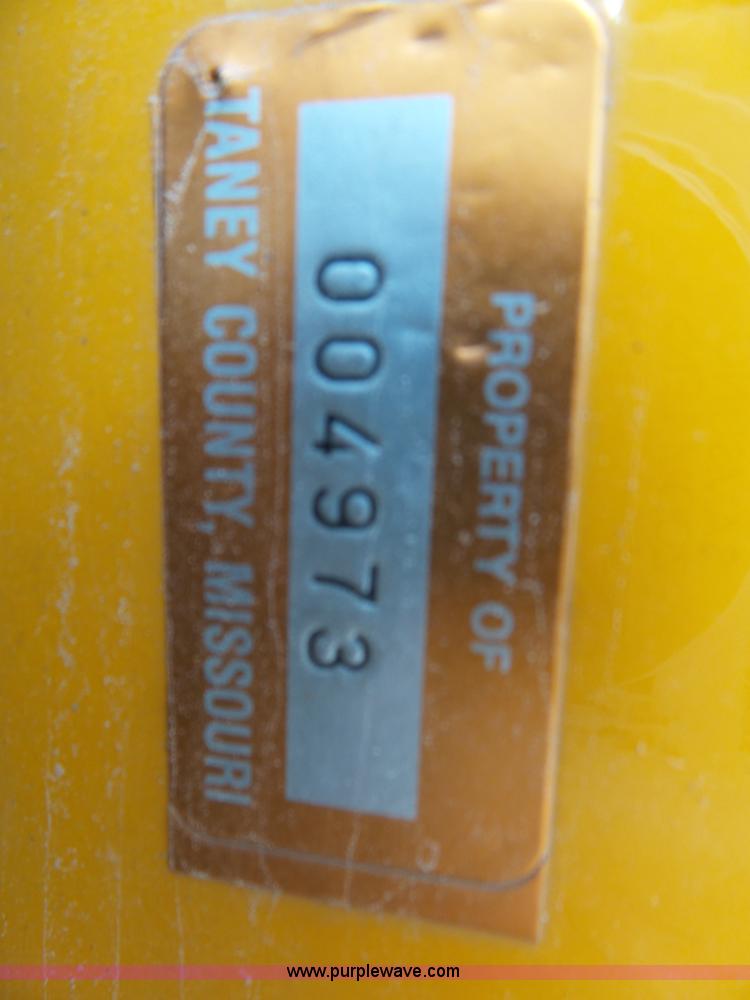 PROPERTY OF
004973
TANEY COUNTY, MISSOURI
www.purplewave.com